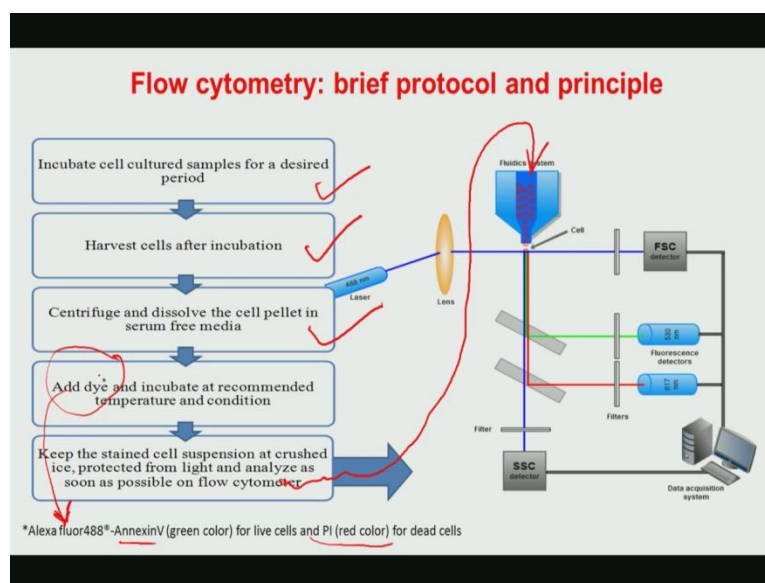 Flow cytometry: brief protocol and principle
Incubate cell cultured samples for a desired
period
Harvest cells after incubation
Centrifuge and dissolve the cell pellet in
serum free media
Add dye* and incubate at recommended
temperature and condition
Keep the stained cell suspension at crushed
ice, protected from light and analyze as
soon as possible on flow cytometer
*Alexa fluor488®-AnnexinV (green color) for live cells and PI (red color) for dead cells
Fluidics system
Cell
488 nm
Laser
Lens
FSC
detector
530
nm
Fluorescence
detectors
617
nm
Filters
Filter
SSC
detector
Data acquisition
system